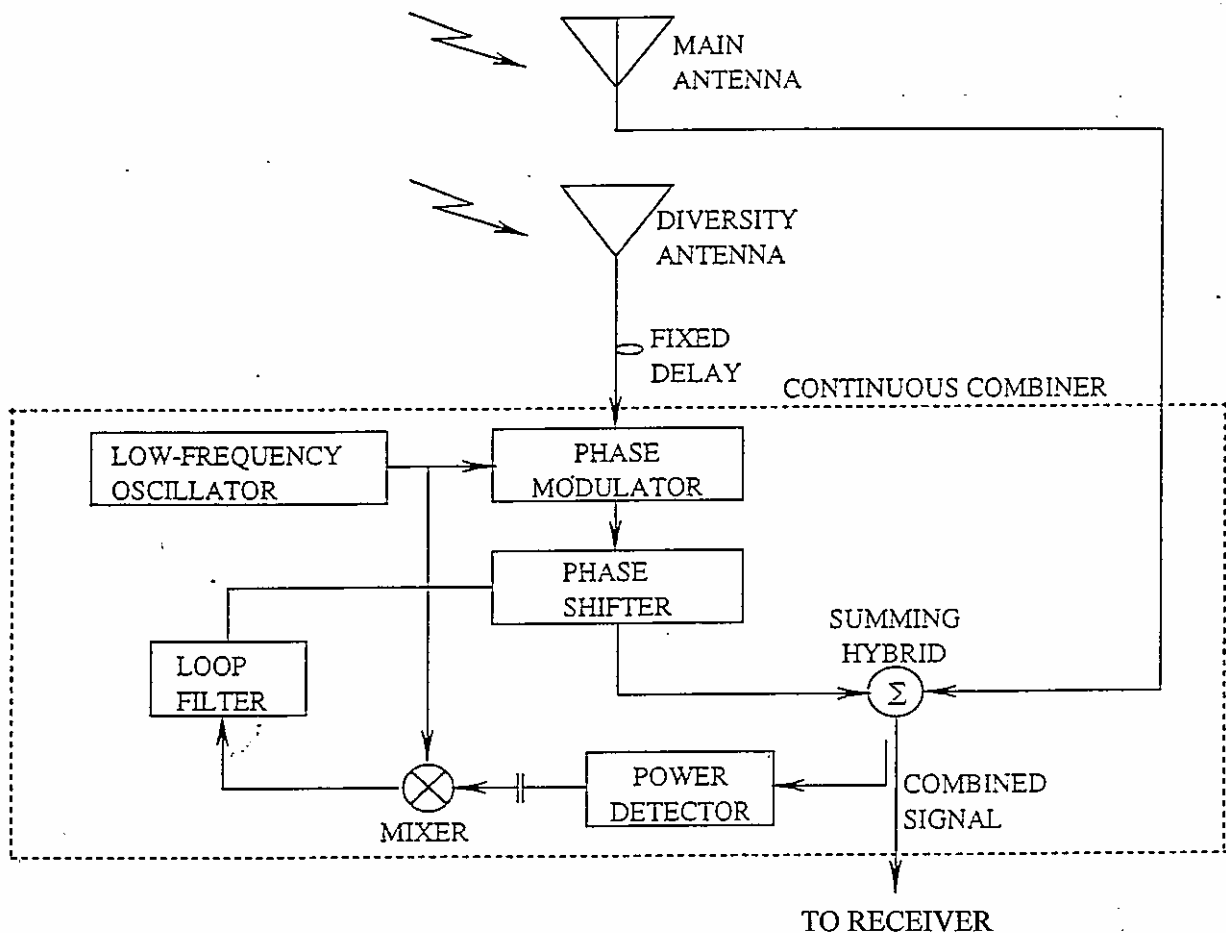 MAIN
ANTENNA
DIVERSITY
ANTENNA
FIXED
DELAY
CONTINUOUS COMBINER
LOW-FREQUENCY
OSCILLATOR
PHASE
MODULATOR
PHASE
SHIFTER
SUMMING
HYBRID
LOOP
FILTER
Σ
POWER
DETECTOR
COMBINED
SIGNAL
MIXER
TO RECEIVER